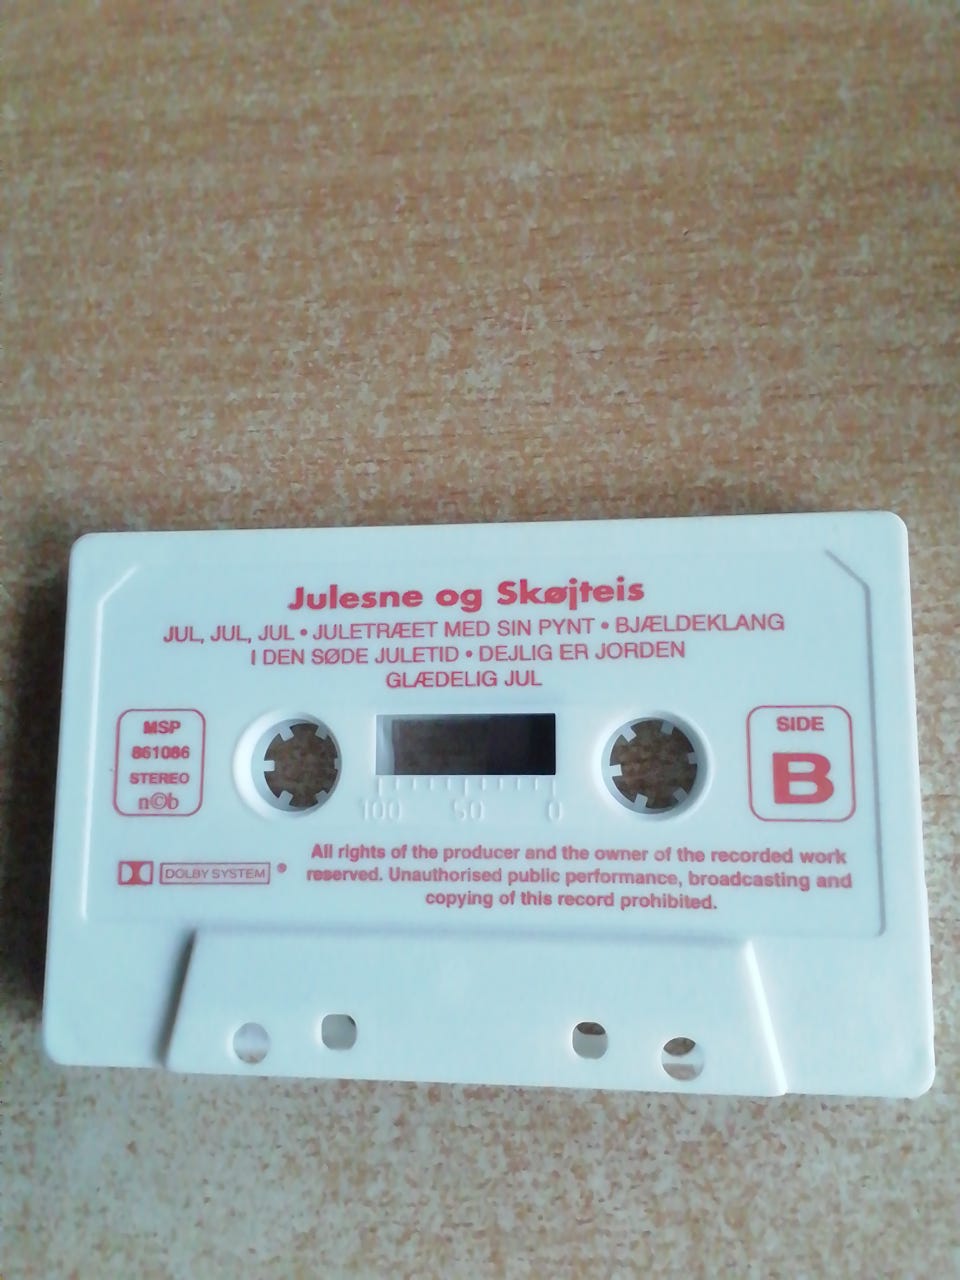 Julesne og Skøjteis
JUL, JUL, JUL • JULETRÆET MED SIN PYNT • BJÆLDEKLANG
I DEN SØDE JULETID • DEJLIG ER JORDEN
GLÆDELIG JUL
MSP
861086
STEREO
n©b
100 50 0
SIDE
B
DOLBY SYSTEM
All rights of the producer and the owner of the recorded work
reserved. Unauthorised public performance, broadcasting and
copying of this record prohibited.